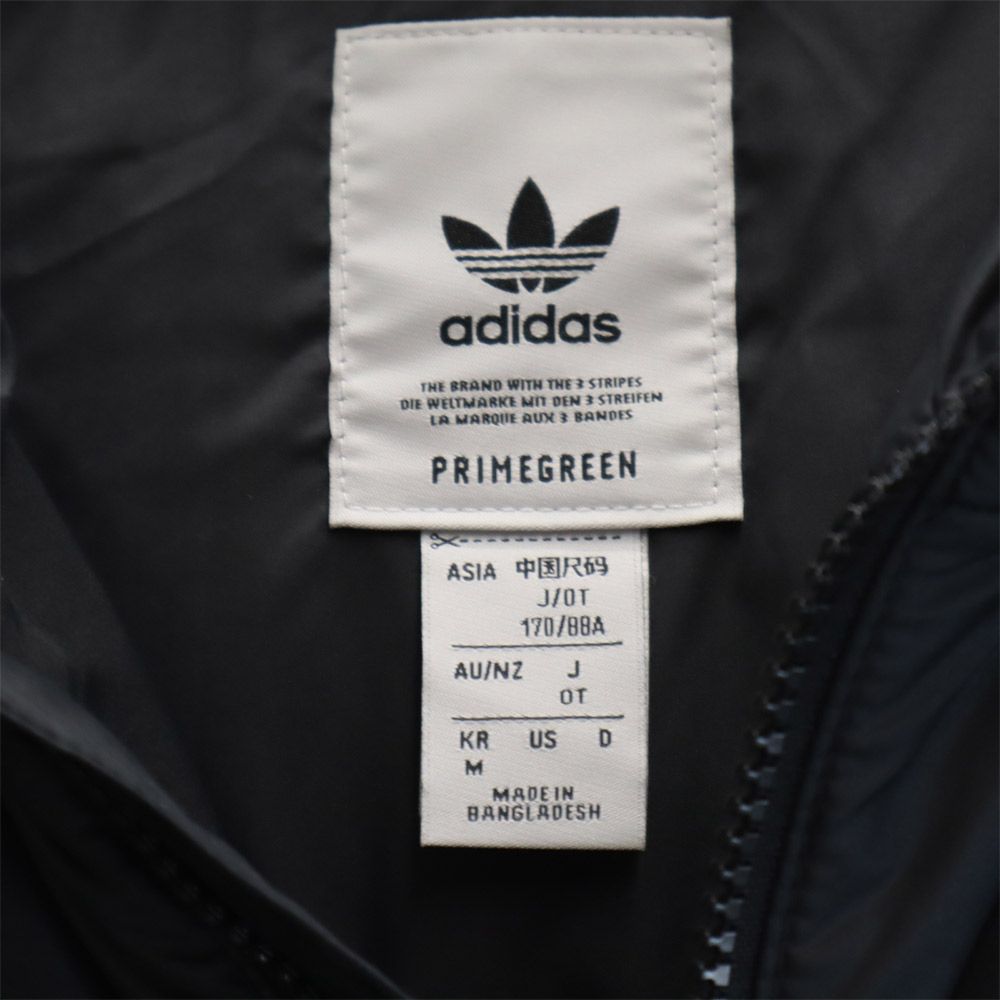 adidas
THE BRAND WITH THE 3 STRIPES
DIE WELTMARKE MIT DEN 3 STREIFEN
LA MARQUE AUX 3 BANDES
PRIMEGREEN
ASIA 中国尺码
J/OT
170/88A
AU/NZ J
OT
KR US D
M
MADE IN
BANGLADESH